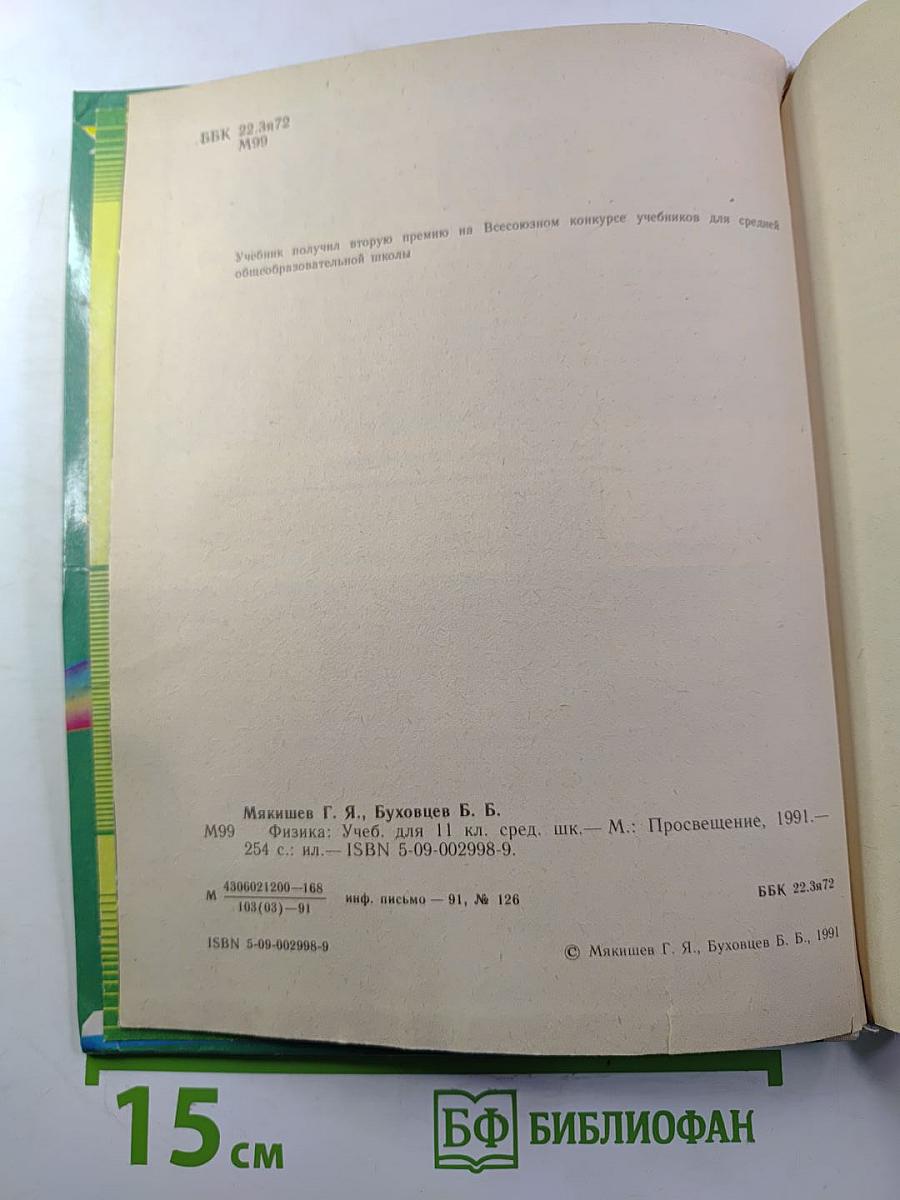 ББК 22.3я72
М99
Учебник получил вторую премию на Всесоюзном конкурсе учебников для средней
общеобразовательной школы
Мякишев Г. Я., Буховцев Б. Б.
М99 Физика: Учеб. для 11 кл. сред. шк.— М.: Просвещение, 1991.—
254 с.: ил.— ISBN 5-09-002998-9.
М 4306021200—168
103(03)—91
инф. письмо — 91, № 126
ББК 22.3я72
ISBN 5-09-002998-9
© Мякишев Г. Я., Буховцев Б. Б., 1991
15 см
БФ БИБЛИОФАН